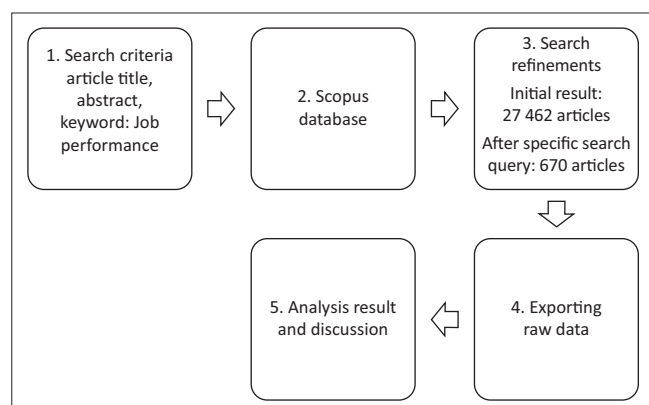 1. Search criteria
article title,
abstract,
keyword: Job
performance
2. Scopus
database
3. Search
refinements
Initial result:
27 462 articles
After specific search
query: 670 articles
4. Exporting
raw data
5. Analysis result
and discussion